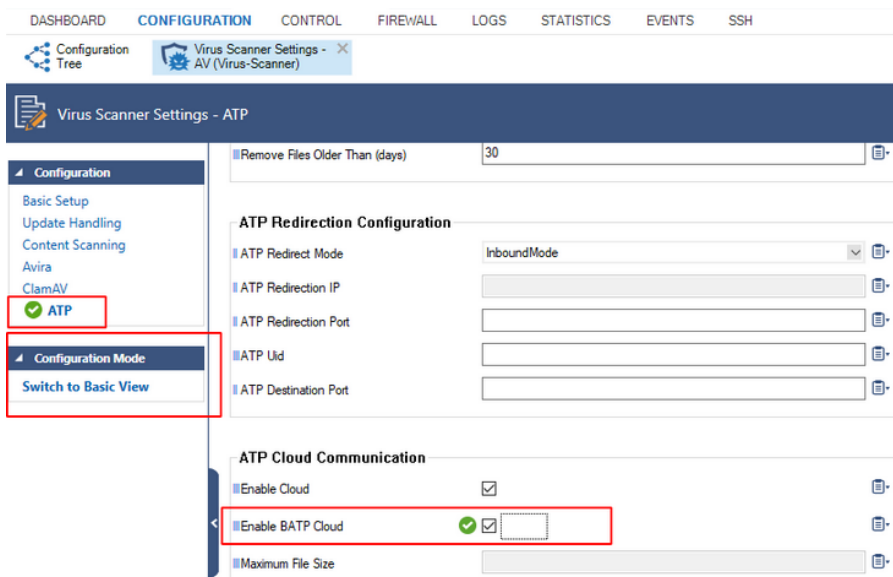 DASHBOARD CONFIGURATION CONTROL FIREWALL LOGS STATISTICS EVENTS SSH
Configuration
Tree
Virus Scanner Settings -
AV (Virus-Scanner)
Virus Scanner Settings - ATP
Configuration
Basic Setup
Update Handling
Content Scanning
Avira
ClamAV
ATP
Configuration Mode
Switch to Basic View
Remove Files Older Than (days) 30
ATP Redirection Configuration
ATP Redirect Mode InboundMode
ATP Redirection IP
ATP Redirection Port
ATP Uid
ATP Destination Port
ATP Cloud Communication
Enable Cloud
Enable BATP Cloud
Maximum File Size